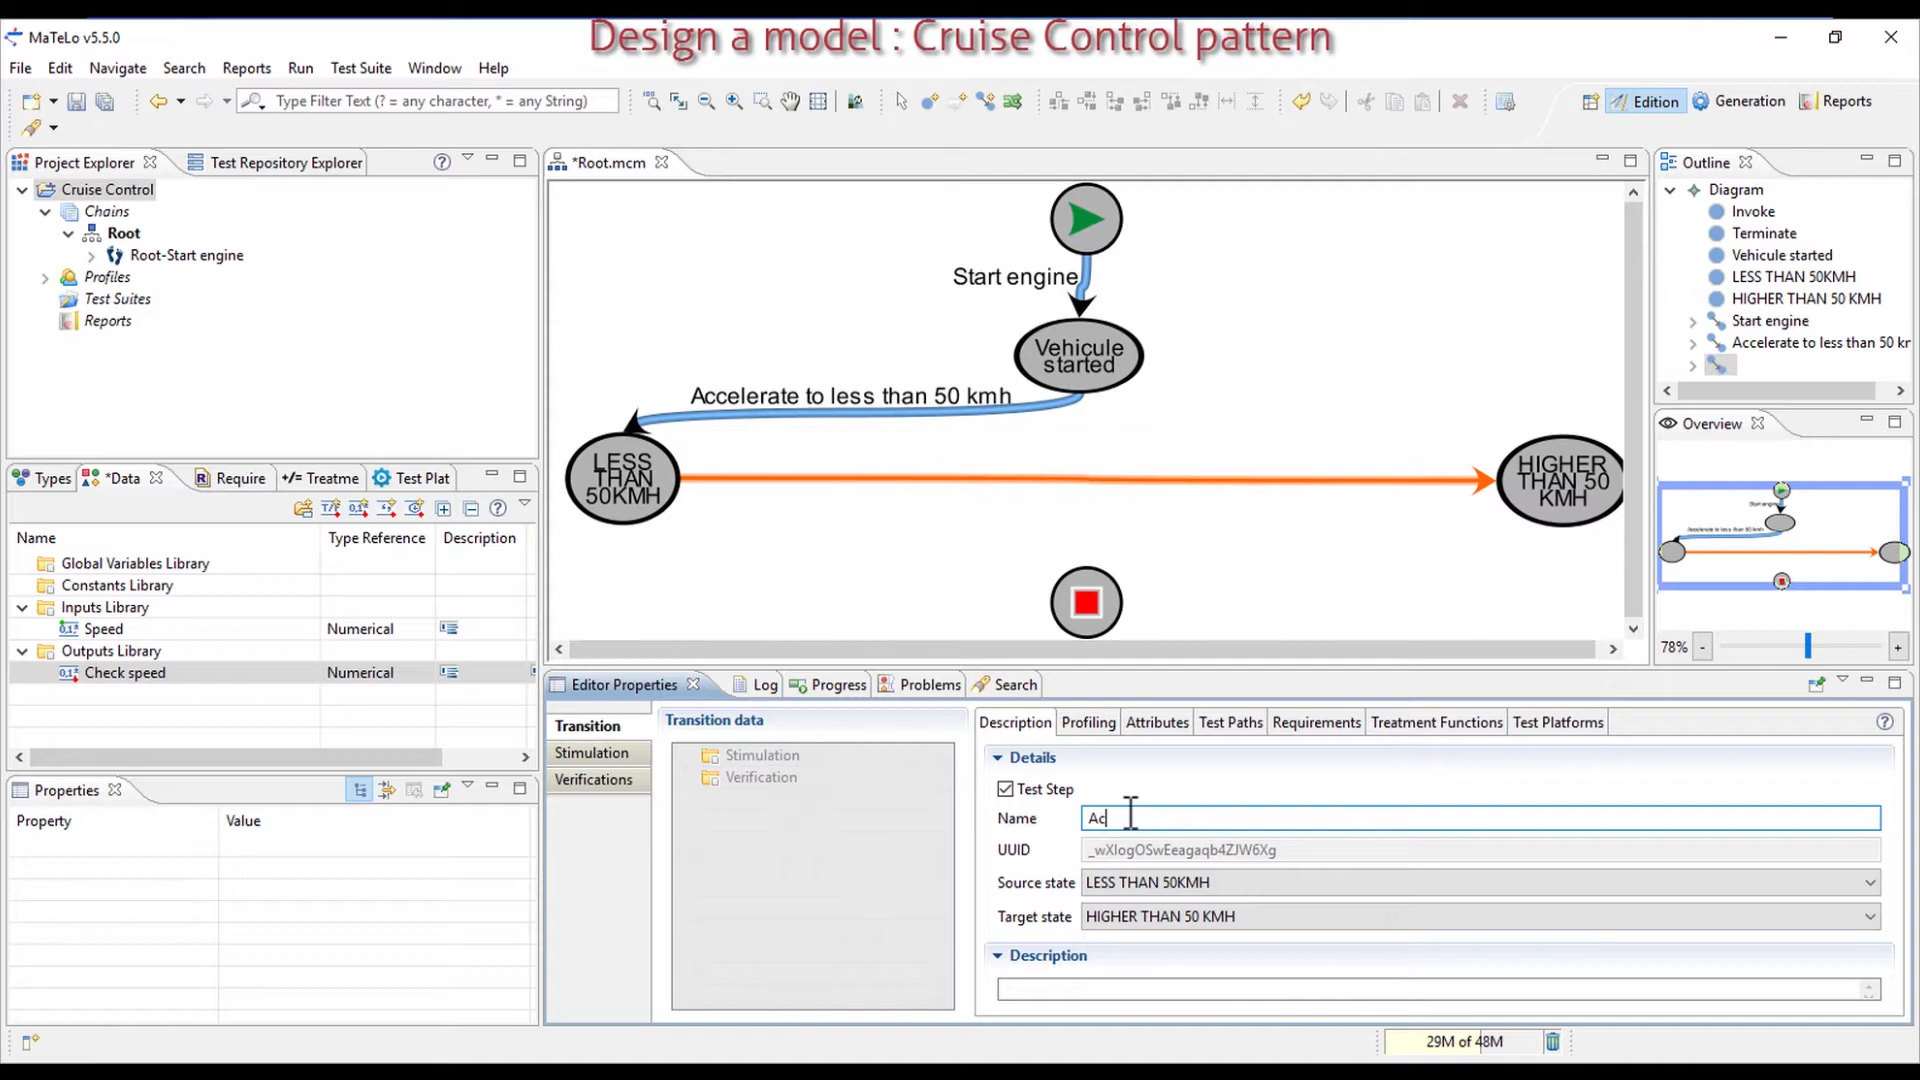 Design a model : Cruise Control pattern
MaTeLo v5.5.0
File Edit Navigate Search Reports Run Test Suite Window Help
Type Filter Text (? = any character, * = any String)
Edition Generation Reports
Project Explorer Test Repository Explorer
Cruise Control
Chains
Root
Root-Start engine
Profiles
Test Suites
Reports
*Root.mcm
Start engine
Vehicule
started
Accelerate to less than 50 kmh
LESS
THAN
50KMH
HIGHER
THAN 50
KMH
Outline
Diagram
Invoke
Terminate
Vehicule started
LESS THAN 50KMH
HIGHER THAN 50 KMH
Start engine
Accelerate to less than 50 kr
Overview
Start engine
Accelerate to less than 50 kmh
78% - +
Types *Data Require +/= Treatme Test Plat
Name Type Reference Description
Global Variables Library
Constants Library
Inputs Library
Speed Numerical
Outputs Library
Check speed Numerical
Properties
Property Value
Editor Properties Log Progress Problems Search
Transition
Stimulation
Verifications
Transition data
Stimulation
Verification
Description Profiling Attributes Test Paths Requirements Treatment Functions Test Platforms
Details
Test Step
Name Ac
UUID _wXlogOSwEeagaqb4ZJW6Xg
Source state LESS THAN 50KMH
Target state HIGHER THAN 50 KMH
Description
29M of 48M